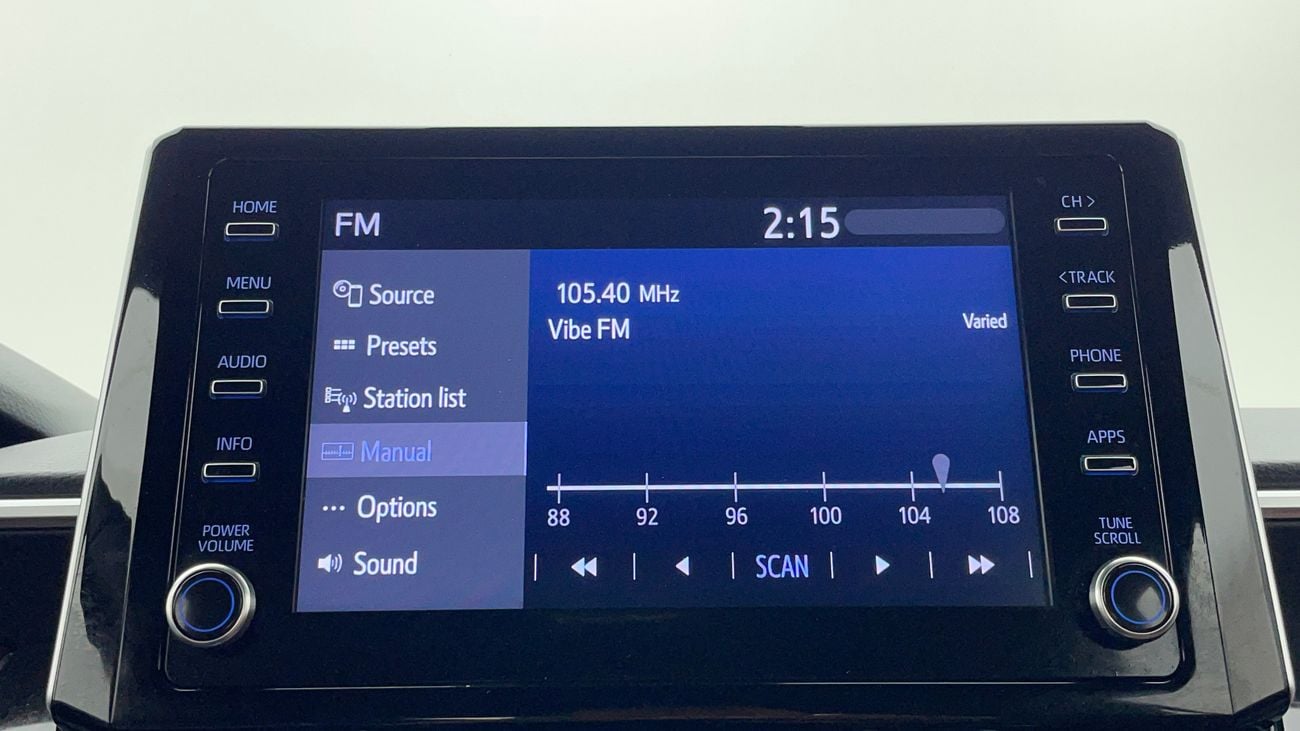 HOME
MENU
AUDIO
INFO
POWER
VOLUME
FM
2:15
Source
Presets
Station list
Manual
Options
Sound
105.40 MHz
Vibe FM
Varied
88 92 96 100 104 108
SCAN
CH >
< TRACK
PHONE
APPS
TUNE
SCROLL